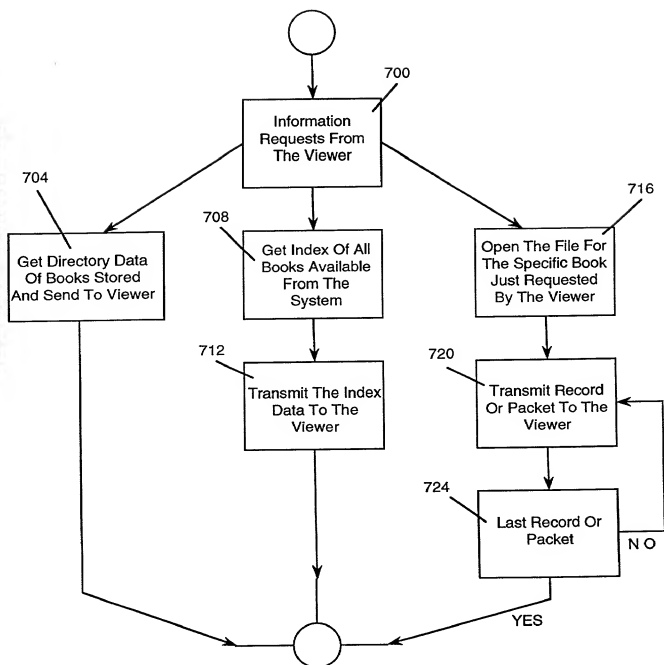 700
Information
Requests From
The Viewer
704
Get Directory Data
Of Books Stored
And Send To Viewer
708
Get Index Of All
Books Available
From The
System
716
Open The File For
The Specific Book
Just Requested
By The Viewer
712
Transmit The Index
Data To The
Viewer
720
Transmit Record
Or Packet To The
Viewer
724
Last Record Or
Packet
NO
YES